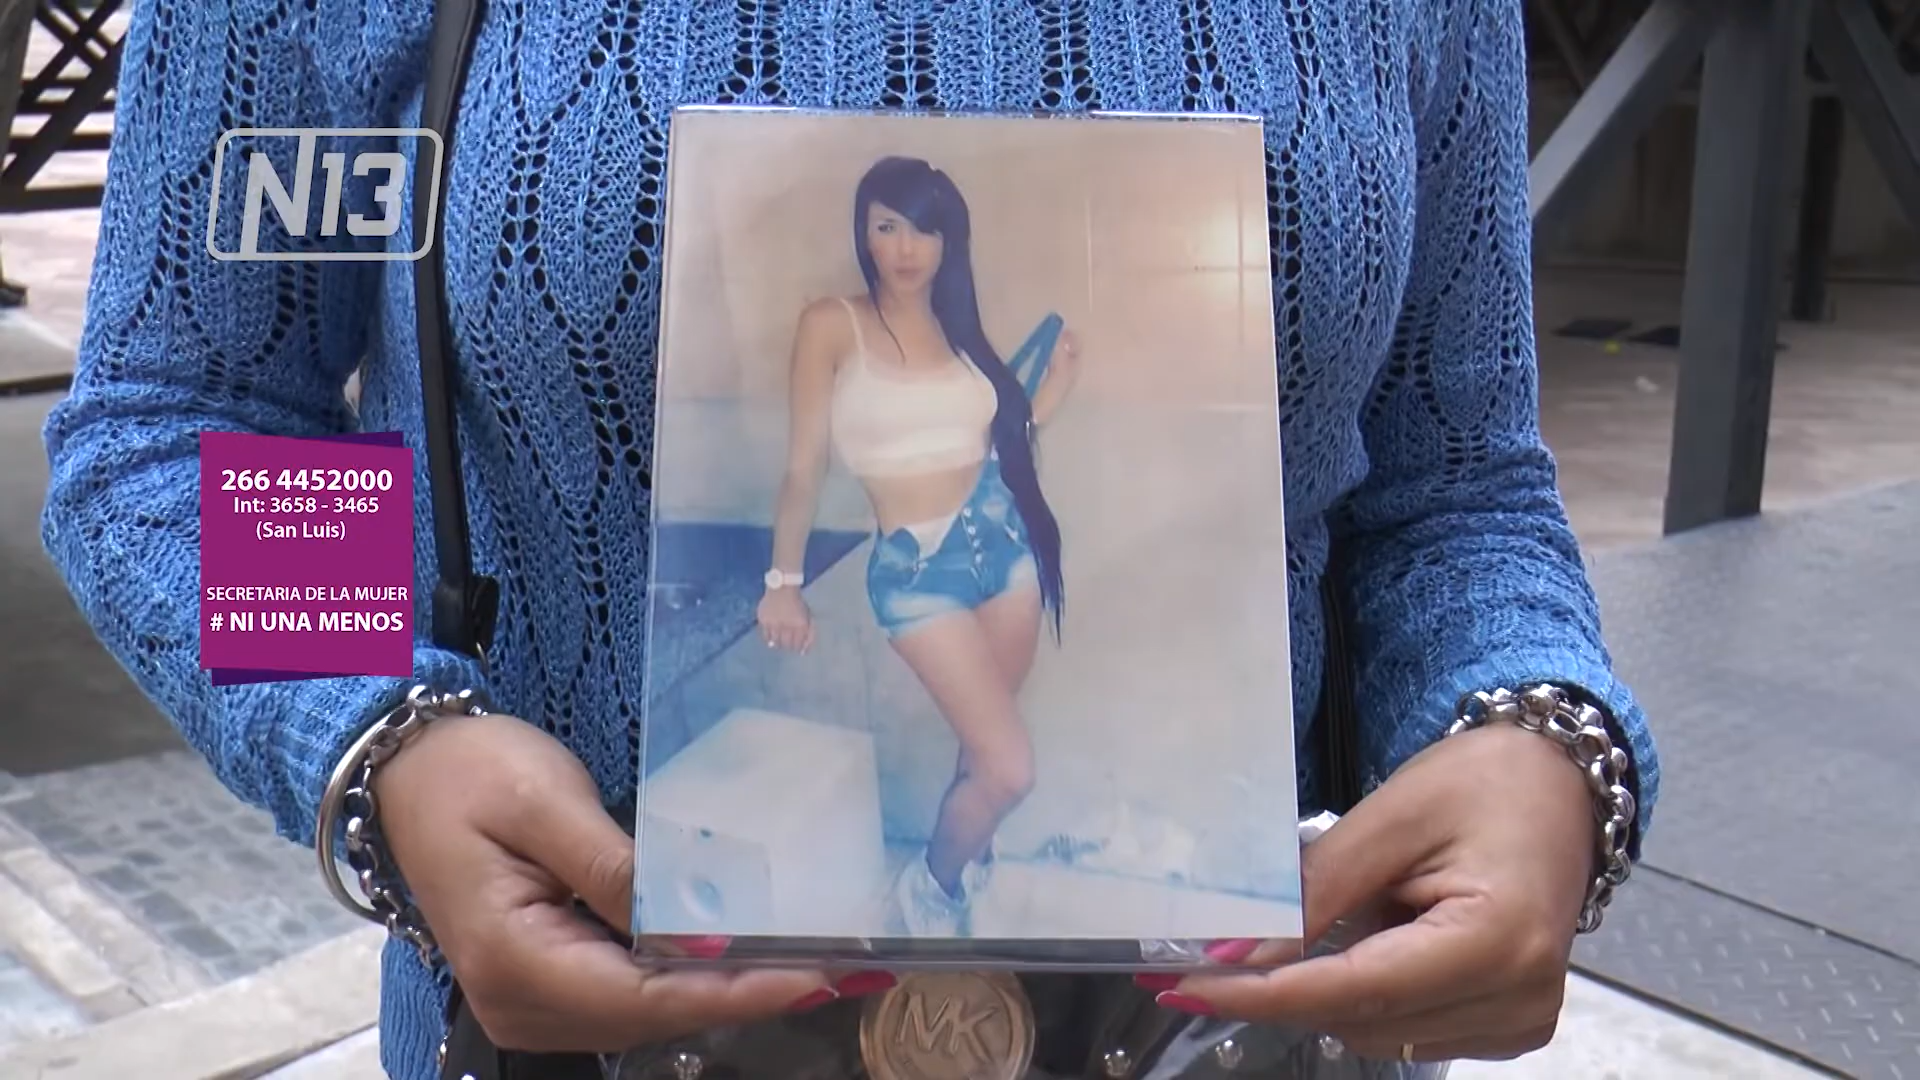 N13
266 4452000
Int: 3658 - 3465
(San Luis)
SECRETARIA DE LA MUJER
# NI UNA MENOS
MK